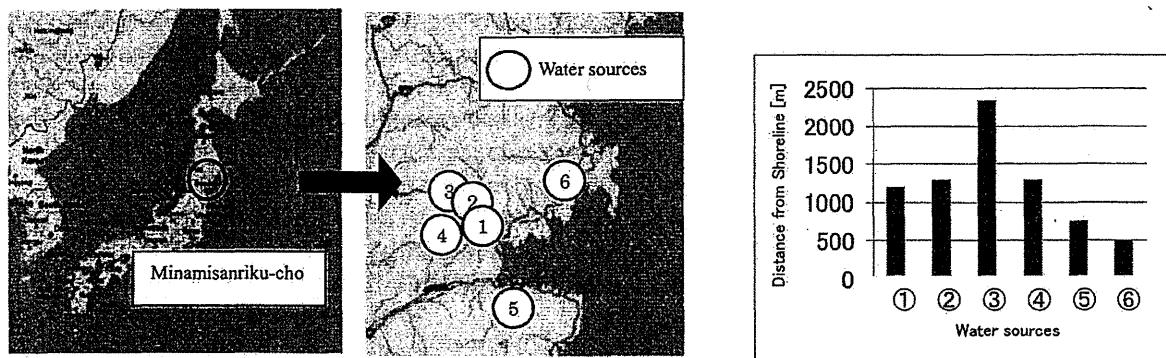 Minamisanriku-cho
Water sources
1
2
3
4
5
6
Distance from Shoreline [m]
2500
2000
1500
1000
500
0
① ② ③ ④ ⑤ ⑥
Water sources